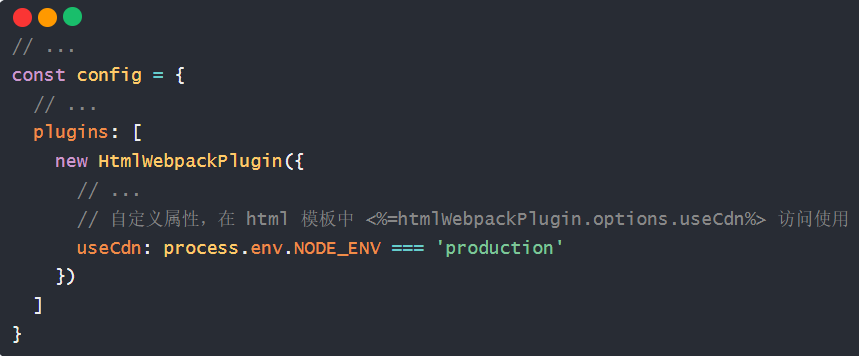 // ...
const config = {
  // ...
  plugins: [
    new HtmlWebpackPlugin({
      // ...
      // 自定义属性，在 html 模板中 <%=htmlWebpackPlugin.options.useCdn%> 访问使用
      useCdn: process.env.NODE_ENV === 'production'
    })
  ]
}